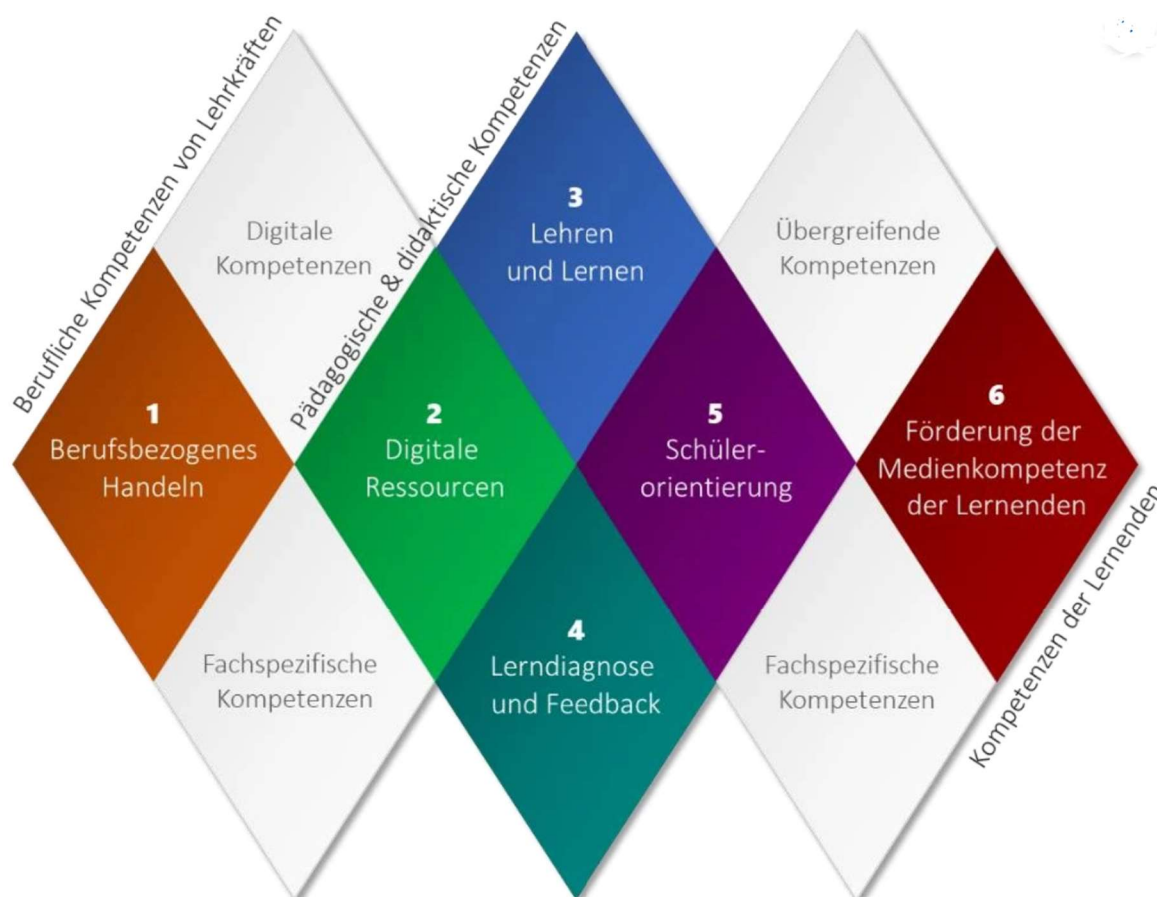 Berufliche Kompetenzen von Lehrkräften
Pädagogische & didaktische Kompetenzen
Digitale
Kompetenzen
3
Lehren
und Lernen
Übergreifende
Kompetenzen
1
Berufsbezogenes
Handeln
2
Digitale
Ressourcen
5
Schüler-
orientierung
6
Förderung der
Medienkompetenz
der Lernenden
Fachspezifische
Kompetenzen
4
Lerndiagnose
und Feedback
Fachspezifische
Kompetenzen
Kompetenzen der Lernenden